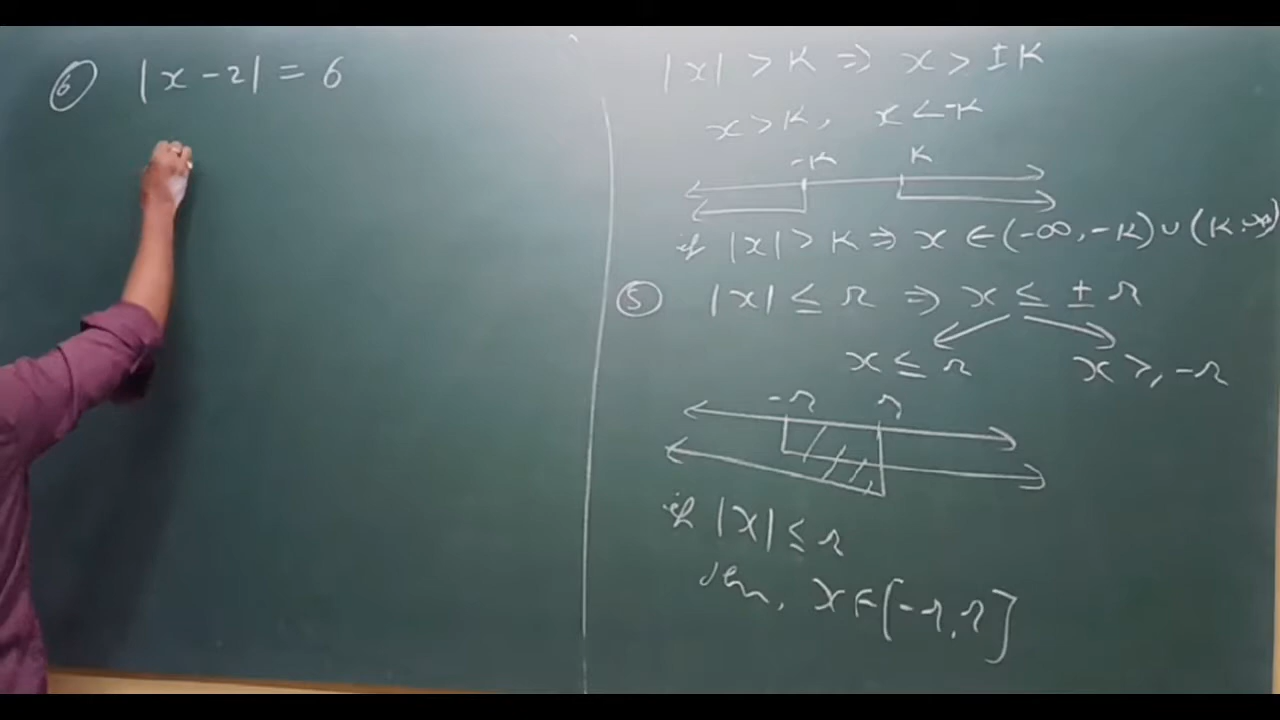 ⑥ |x - 2| = 6
|x| > K ⇒ x > ± K
x > K, x < -K
-K K
if |x| > K ⇒ x ∈ (-∞, -K) ∪ (K, ∞)
⑤ |x| ≤ r ⇒ x ≤ ± r
x ≤ r x ≥, -r
-r r
if |x| ≤ r
then, x ∈ [-r, r]